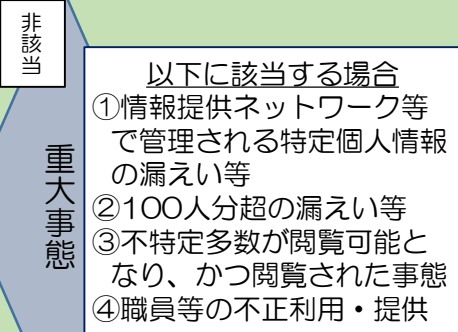 非該当
重大事態
以下に該当する場合
①情報提供ネットワーク等
で管理される特定個人情報
の漏えい等
②100人分超の漏えい等
③不特定多数が閲覧可能と
なり、かつ閲覧された事態
④職員等の不正利用・提供